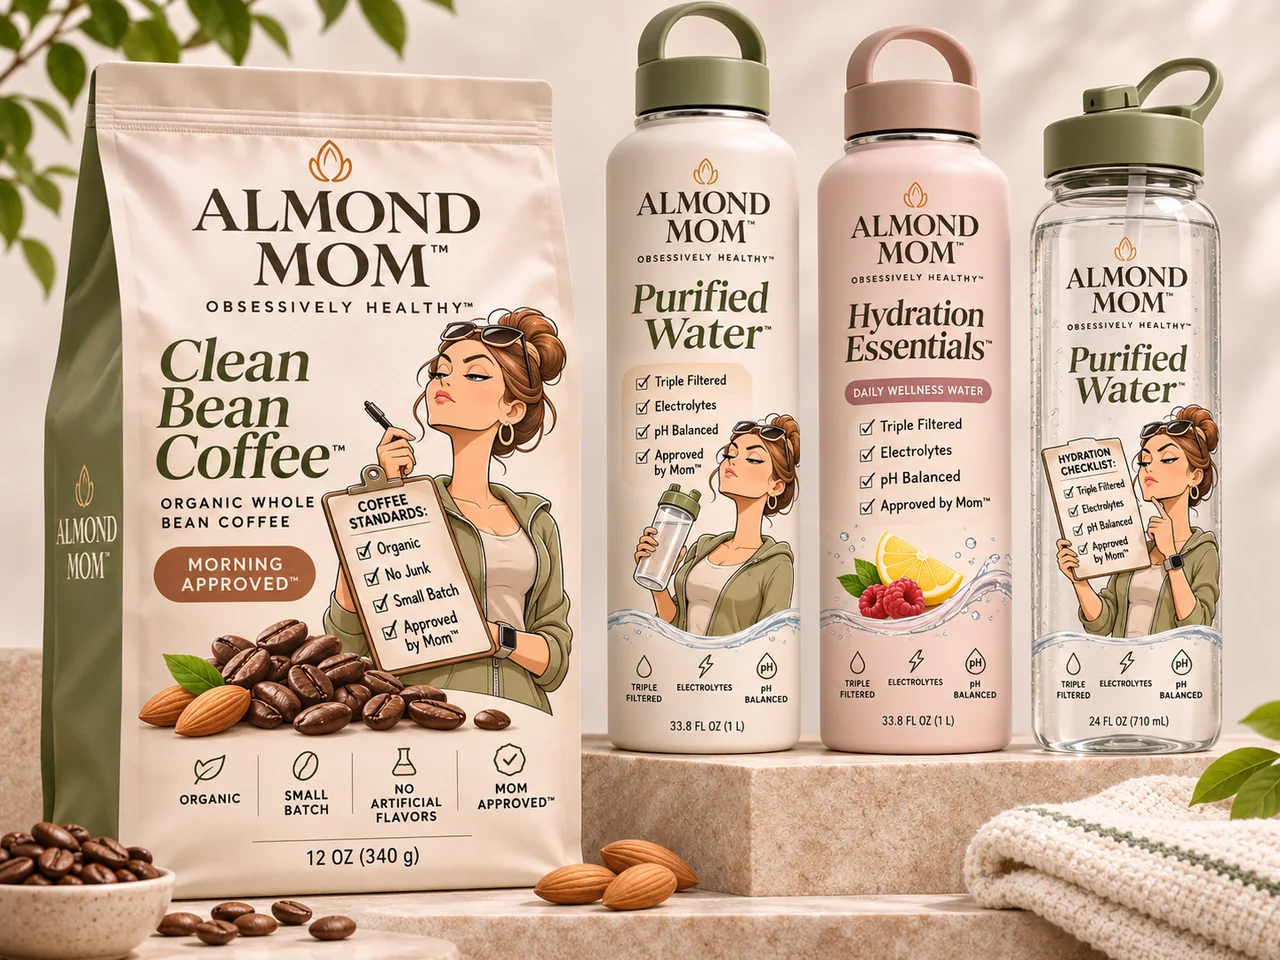 ALMOND
MOM™
OBSESSIVELY HEALTHY™
Clean
Bean
Coffee™
ORGANIC WHOLE
BEAN COFFEE
MORNING
APPROVED™
COFFEE
STANDARDS:
Organic
No Junk
Small Batch
Approved
by Mom™
ORGANIC
SMALL
BATCH
NO
ARTIFICIAL
FLAVORS
MOM
APPROVED™
12 OZ (340 g)
ALMOND
MOM™
ALMOND
MOM™
OBSESSIVELY HEALTHY™
Purified
Water™
Triple Filtered
Electrolytes
pH Balanced
Approved
by Mom™
TRIPLE
FILTERED
ELECTROLYTES
pH
pH
BALANCED
33.8 FL OZ (1 L)
ALMOND
MOM™
OBSESSIVELY HEALTHY™
Hydration
Essentials™
DAILY WELLNESS WATER
Triple Filtered
Electrolytes
pH Balanced
Approved by Mom™
TRIPLE
FILTERED
ELECTROLYTES
pH
pH
BALANCED
33.8 FL OZ (1 L)
ALMOND
MOM™
OBSESSIVELY HEALTHY™
Purified
Water™
HYDRATION
CHECKLIST:
Triple Filtered
Electrolytes
pH Balanced
Approved
by Mom™
TRIPLE
FILTERED
ELECTROLYTES
pH
pH
BALANCED
24 FL OZ (710 mL)